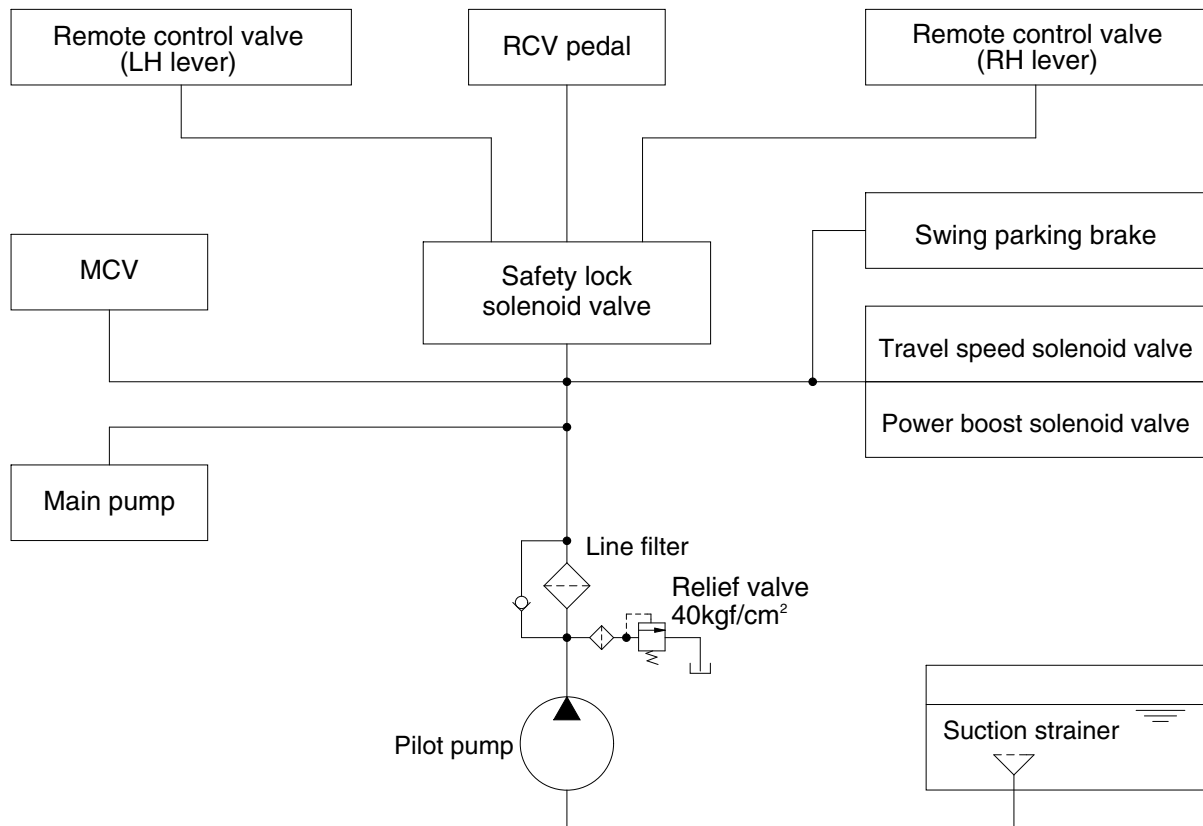 Remote control valve
(LH lever)
RCV pedal
Remote control valve
(RH lever)
Swing parking brake
MCV
Safety lock
solenoid valve
Travel speed solenoid valve
Power boost solenoid valve
Main pump
Line filter
Relief valve
40kgf/cm²
Pilot pump
Suction strainer